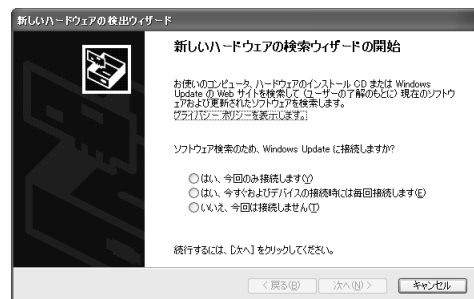 新しいハードウェアの検出ウィザード
新しいハードウェアの検索ウィザードの開始
お使いのコンピュータ、ハードウェアのインストール CD または Windows
Update の Web サイトを検索して (ユーザーの了解のもとに) 現在のソフトウ
ェアおよび更新されたソフトウェアを検索します。
プライバシー ポリシーを表示します。
ソフトウェア検索のため、Windows Update に接続しますか?
はい、今回のみ接続します(Y)
はい、今すぐおよびデバイスの接続時には毎回接続します(E)
いいえ、今回は接続しません(T)
続行するには、[次へ] をクリックしてください。
< 戻る(B)
次へ(N) >
キャンセル